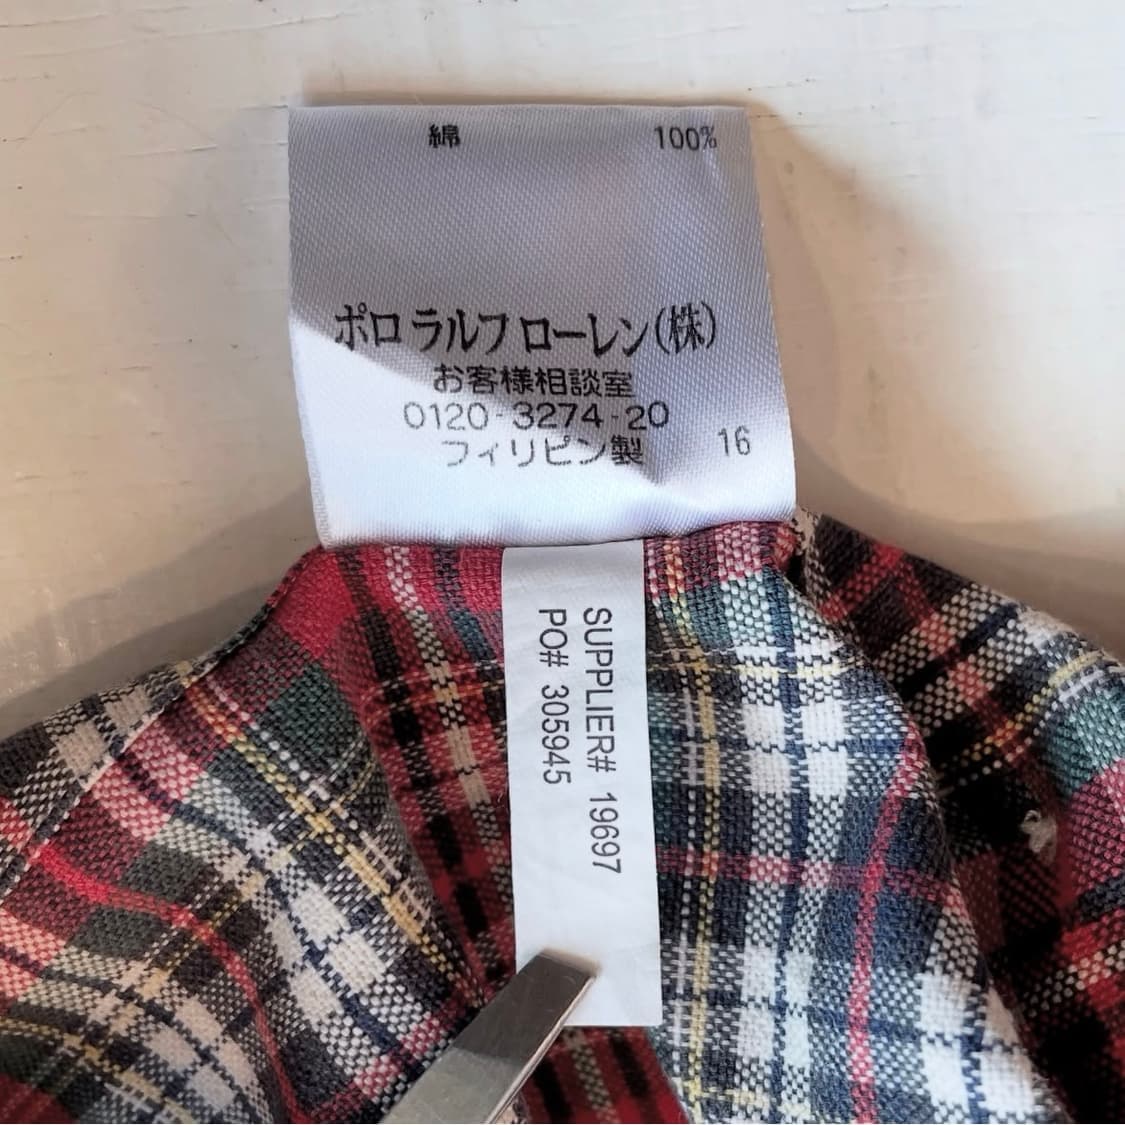 綿 100%
ポロ ラルフ ローレン(株)
お客様相談室
0120-3274-20
フィリピン製 16
SUPPLIER# 19697
PO# 305945